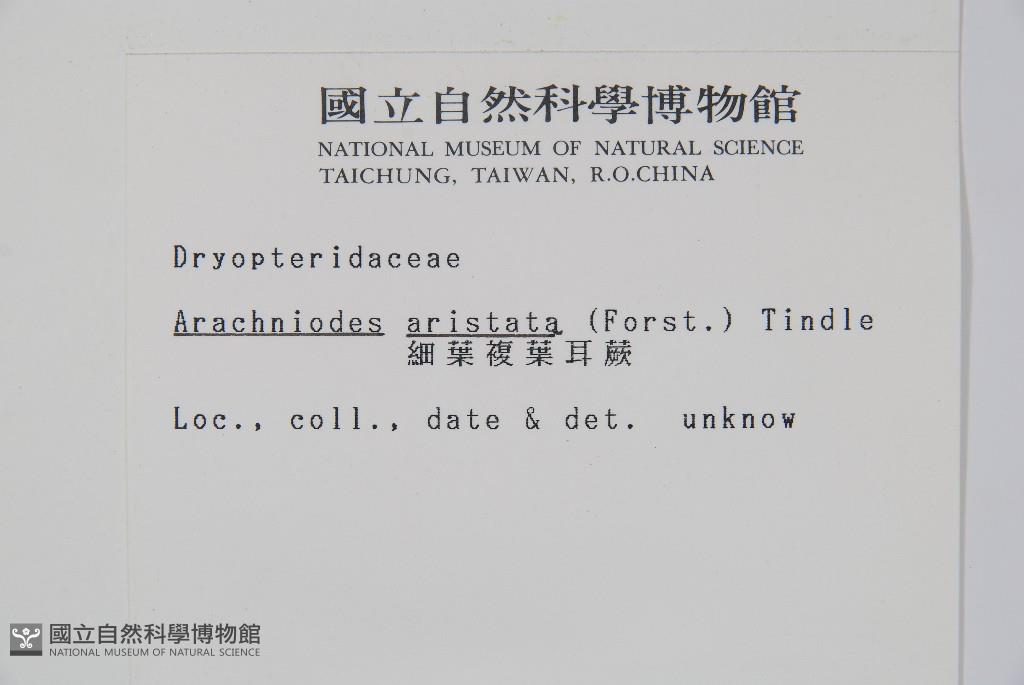 國立自然科學博物館
NATIONAL MUSEUM OF NATURAL SCIENCE
TAICHUNG, TAIWAN, R.O.CHINA
Dryopteridaceae
Arachniodes aristata (Forst.) Tindle
細葉複葉耳蕨
Loc., coll., date & det. unknow
國立自然科學博物館
NATIONAL MUSEUM OF NATURAL SCIENCE